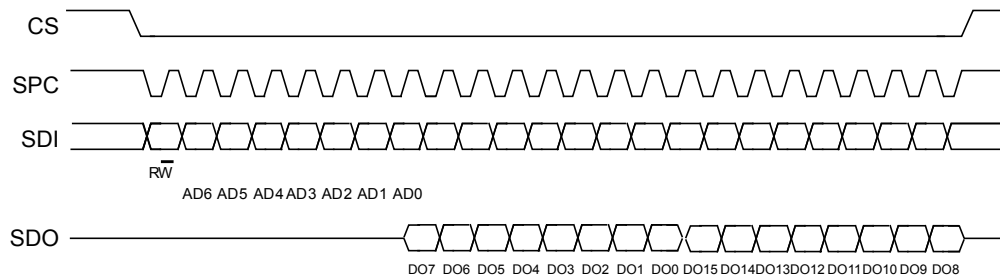 CS
SPC
SDI
RW
AD6 AD5 AD4 AD3 AD2 AD1 AD0
SDO
DO7 DO6 DO5 DO4 DO3 DO2 DO1 DO0 DO15 DO14 DO13 DO12 DO11 DO10 DO9 DO8